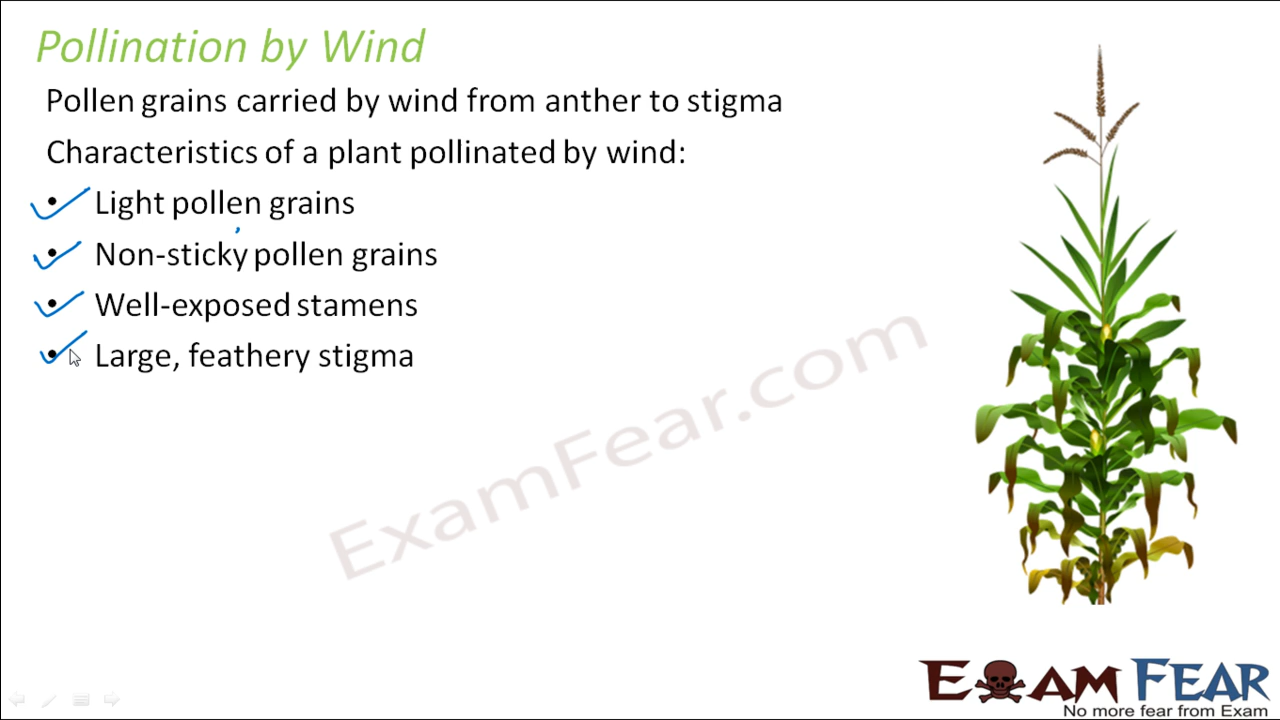 Pollination by Wind
Pollen grains carried by wind from anther to stigma
Characteristics of a plant pollinated by wind:
• Light pollen grains
• Non-sticky pollen grains
• Well-exposed stamens
• Large, feathery stigma
ExamFear.com
EXAM FEAR
No more fear from Exam